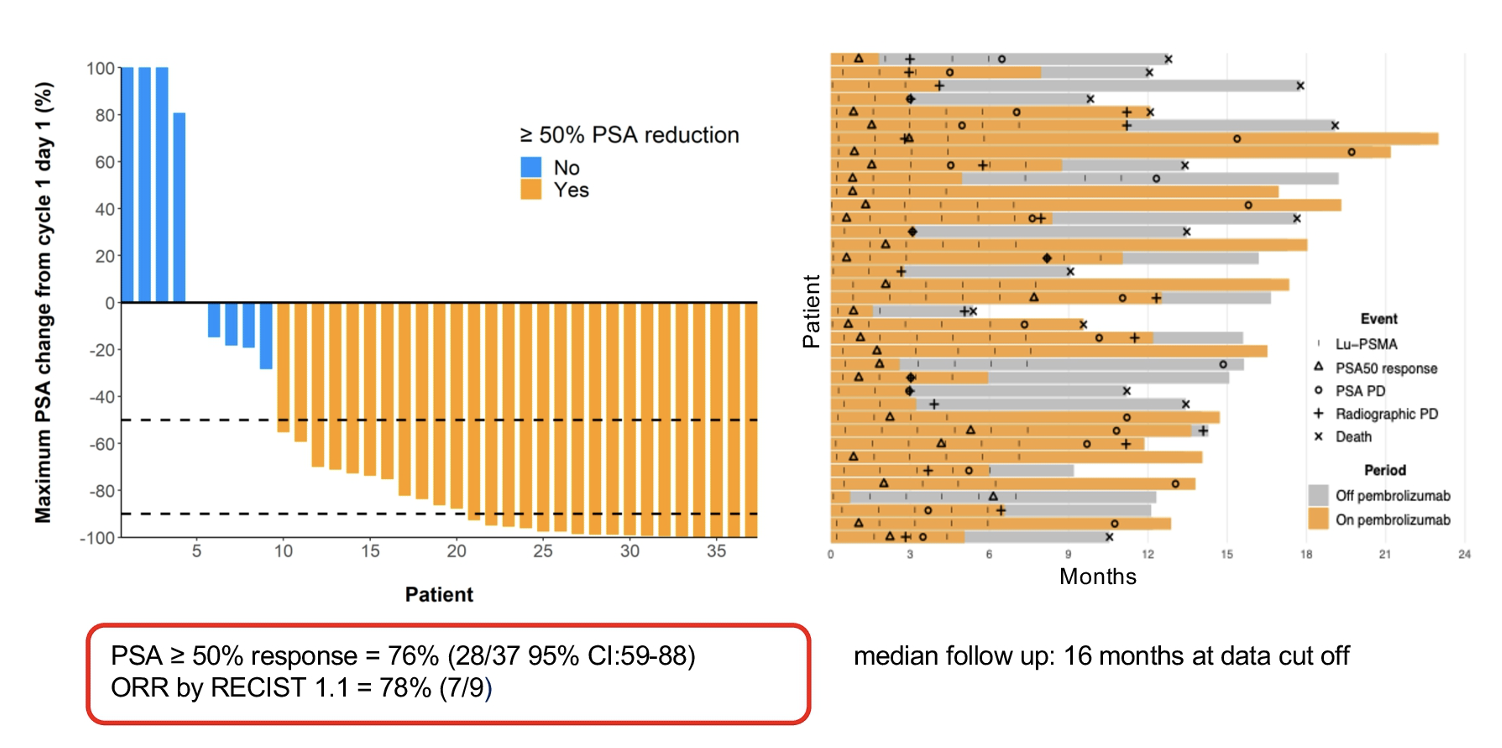 Maximum PSA change from cycle 1 day 1 (%)
100
80
60
40
20
0
-20
-40
-60
-80
-100
5
10
15
20
25
30
35
Patient
≥ 50% PSA reduction
No
Yes
Patient
Event
Lu–PSMA
PSA50 response
PSA PD
Radiographic PD
Death
Period
Off pembrolizumab
On pembrolizumab
0
3
6
9
12
15
18
21
24
Months
PSA ≥ 50% response = 76% (28/37 95% CI:59-88)
ORR by RECIST 1.1 = 78% (7/9)
median follow up: 16 months at data cut off